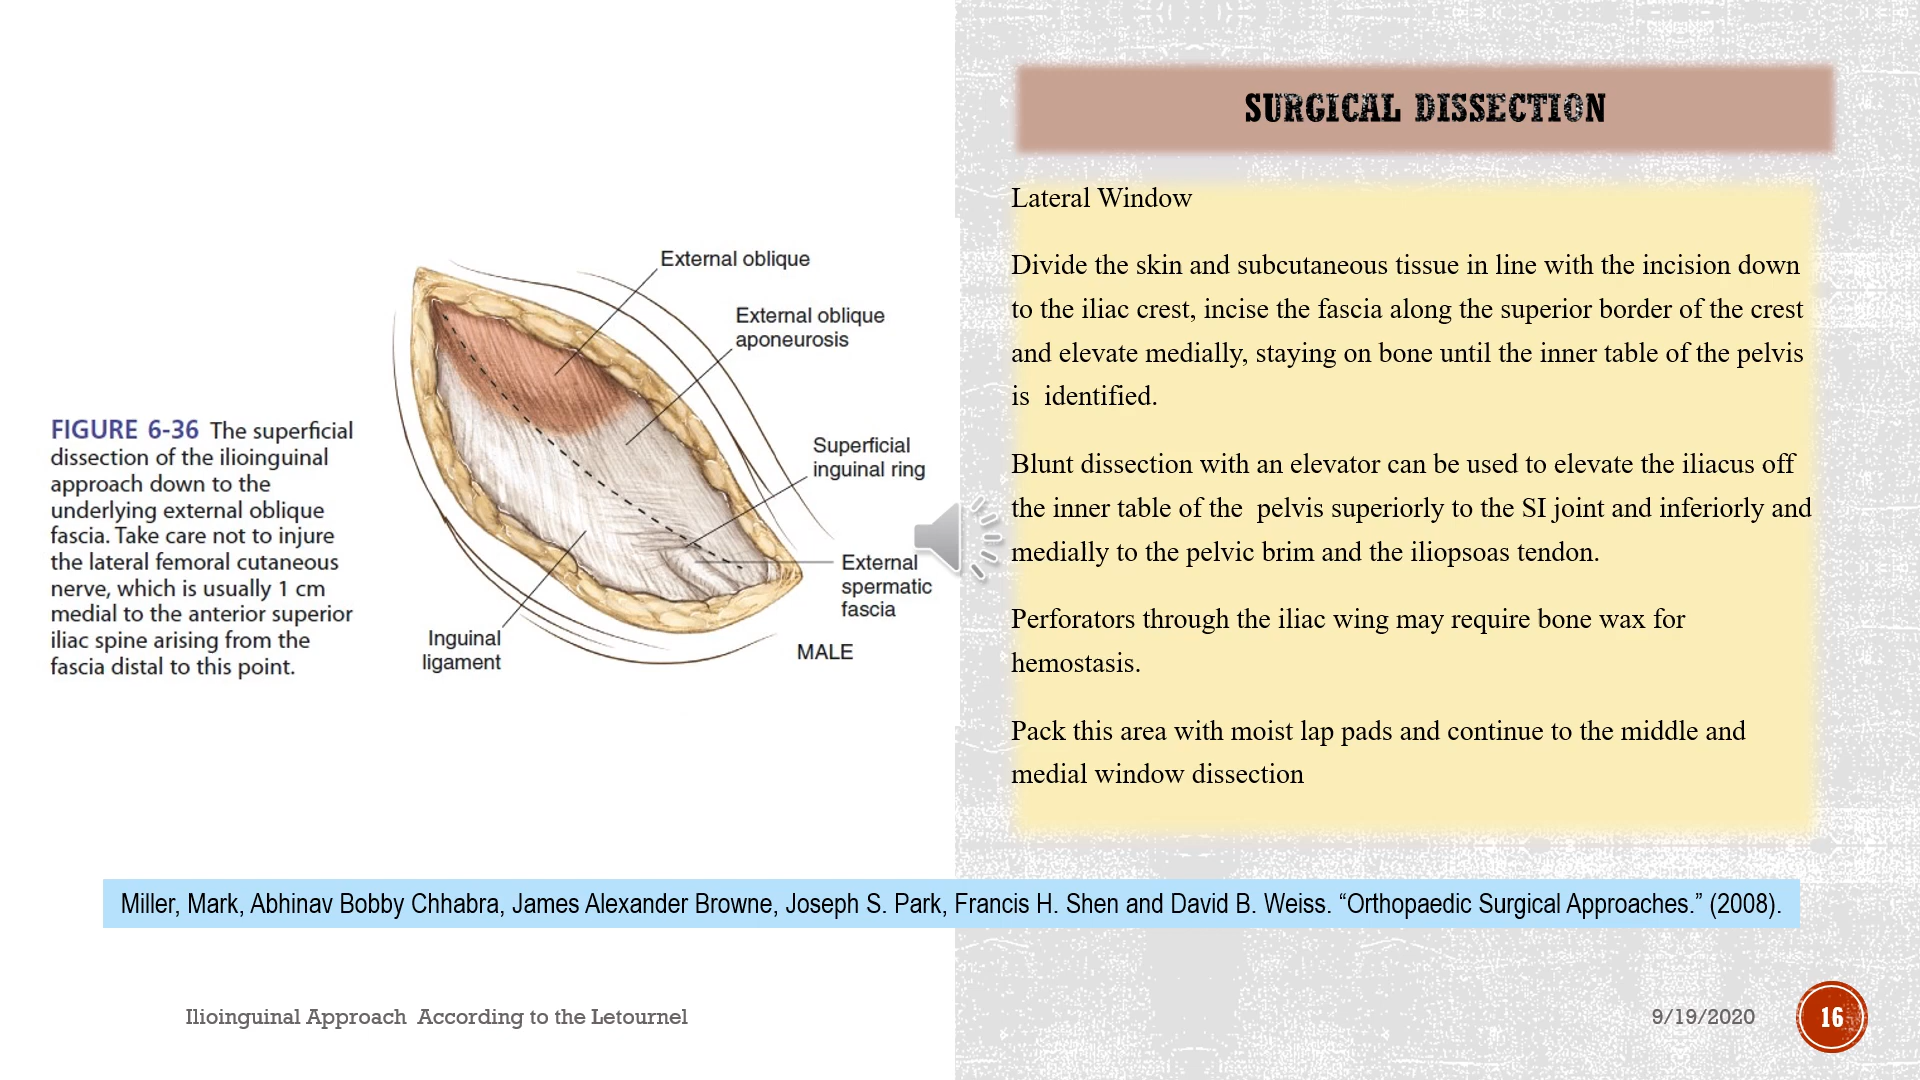 SURGICAL DISSECTION
Lateral Window
Divide the skin and subcutaneous tissue in line with the incision down
to the iliac crest, incise the fascia along the superior border of the crest
and elevate medially, staying on bone until the inner table of the pelvis
is  identified.
Blunt dissection with an elevator can be used to elevate the iliacus off
the inner table of the  pelvis superiorly to the SI joint and inferiorly and
medially to the pelvic brim and the iliopsoas tendon.
Perforators through the iliac wing may require bone wax for
hemostasis.
Pack this area with moist lap pads and continue to the middle and
medial window dissection
External oblique
External oblique
aponeurosis
Superficial
inguinal ring
External
spermatic
fascia
Inguinal
ligament
MALE
FIGURE 6-36 The superficial
dissection of the ilioinguinal
approach down to the
underlying external oblique
fascia. Take care not to injure
the lateral femoral cutaneous
nerve, which is usually 1 cm
medial to the anterior superior
iliac spine arising from the
fascia distal to this point.
Miller, Mark, Abhinav Bobby Chhabra, James Alexander Browne, Joseph S. Park, Francis H. Shen and David B. Weiss. “Orthopaedic Surgical Approaches.” (2008).
Ilioinguinal Approach  According to the Letournel
9/19/2020
16